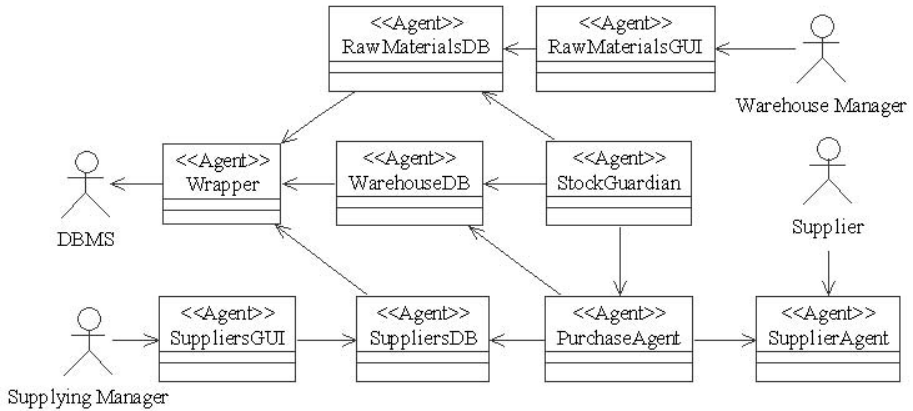 <<Agent>>
RawMaterialsDB
<<Agent>>
RawMaterialsGUI
Warehouse Manager
<<Agent>>
Wrapper
<<Agent>>
WarehouseDB
<<Agent>>
StockGuardian
DBMS
Supplier
<<Agent>>
SuppliersGUI
<<Agent>>
SuppliersDB
<<Agent>>
PurchaseAgent
<<Agent>>
SupplierAgent
Supplying Manager